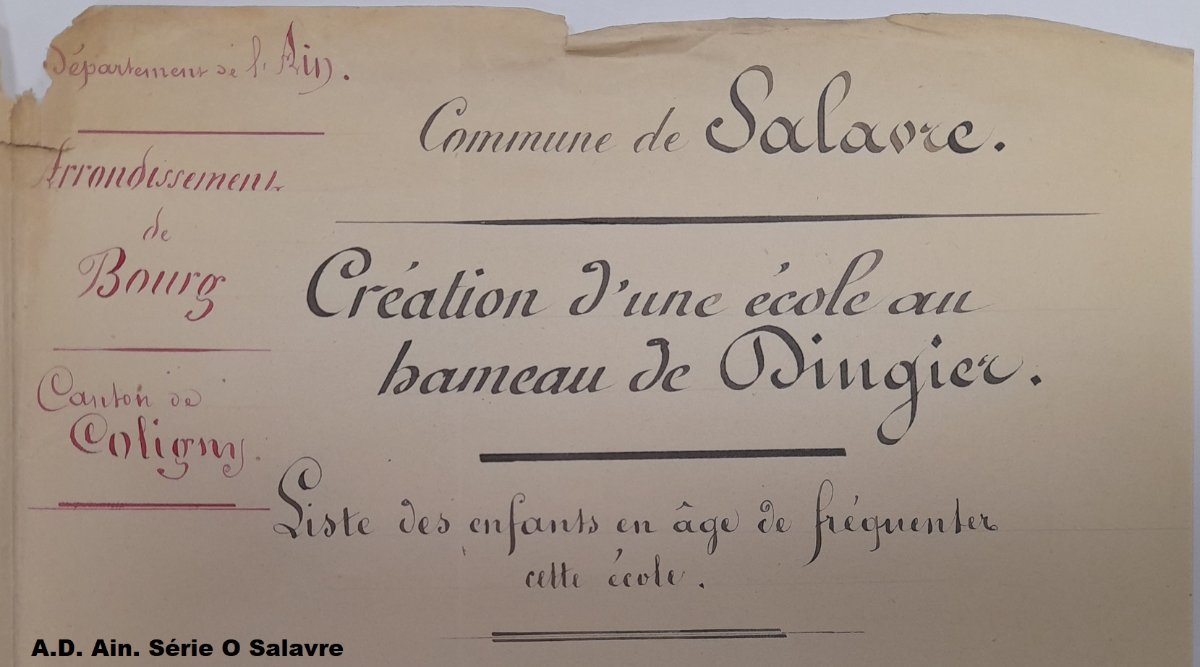 Département de l'Ain.
Arrondissement
de
Bourg
Canton de
Coligny.
Commune de Salavre.
Création d'une école au
hameau de Dingier.
Liste des enfants en âge de fréquenter
cette école.
A.D. Ain. Série O Salavre